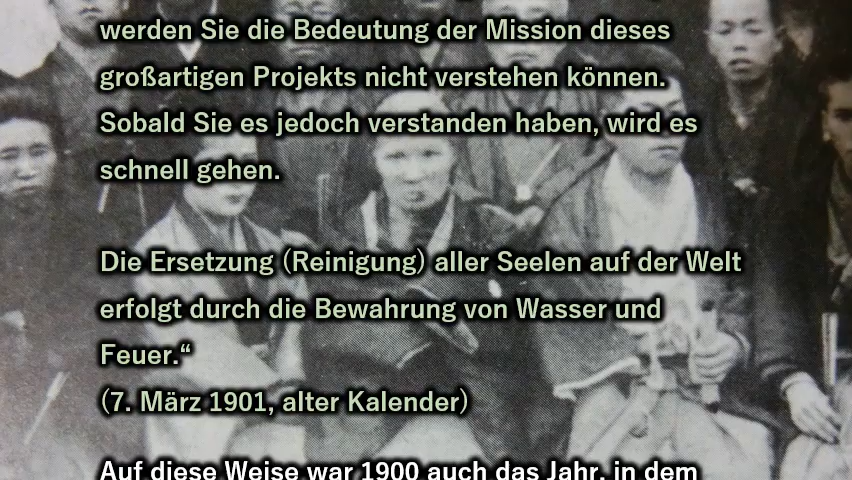 werden Sie die Bedeutung der Mission dieses
großartigen Projekts nicht verstehen können.
Sobald Sie es jedoch verstanden haben, wird es
schnell gehen.
Die Ersetzung (Reinigung) aller Seelen auf der Welt
erfolgt durch die Bewahrung von Wasser und
Feuer.“
(7. März 1901, alter Kalender)
Auf diese Weise war 1900 auch das Jahr, in dem